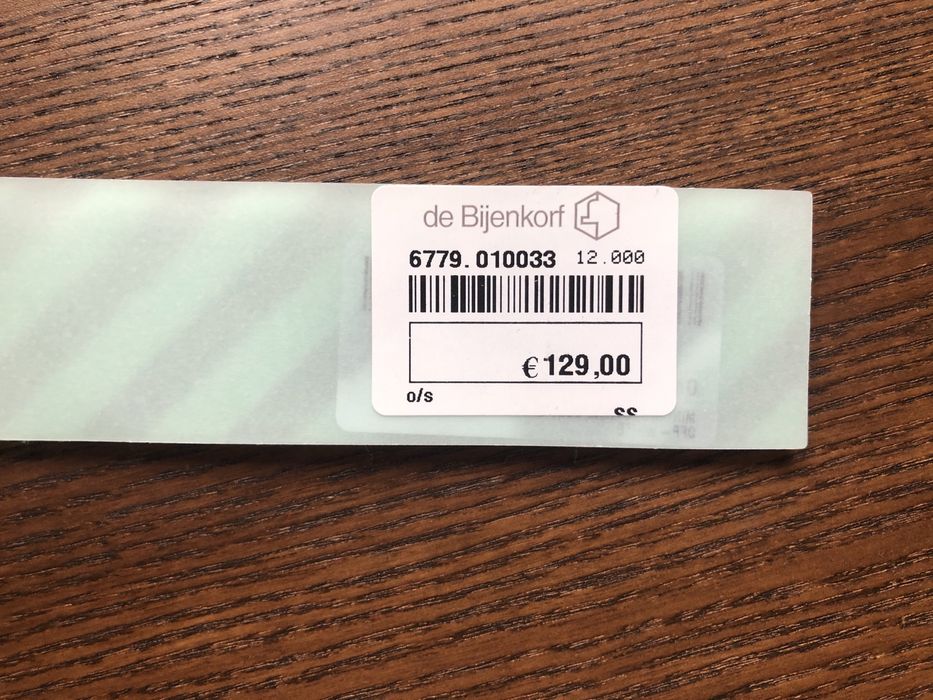 de Bijenkorf
6779.010033 12.000
€129,00
o/s